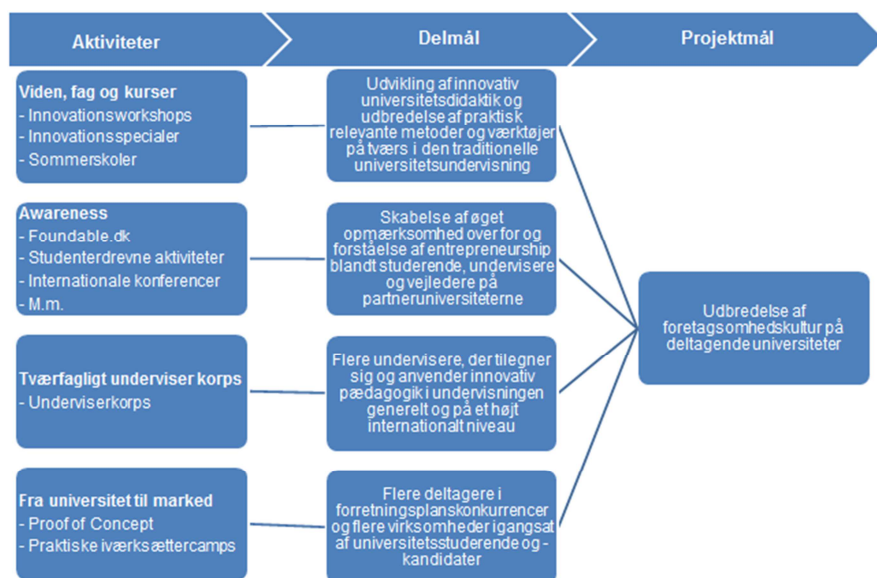 Aktiviteter
Delmål
Projektmål
Viden, fag og kurser
- Innovationsworkshops
- Innovationsspecialer
- Sommerskoler
Udvikling af innovativ
universitetsdidaktik og
udbredelse af praktisk
relevante metoder og værktøjer
på tværs i den traditionelle
universitetsundervisning
Awareness
- Foundable.dk
- Studenterdrevne aktiviteter
- Internationale konferencer
- M.m.
Skabelse af øget
opmærksomhed over for og
forståelse af entrepreneurship
blandt studerende, undervisere
og vejledere på
partneruniversiteterne
Tværfagligt underviser korps
- Underviserkorps
Flere undervisere, der tilegner
sig og anvender innovativ
pædagogik i undervisningen
generelt og på et højt
internationalt niveau
Fra universitet til marked
- Proof of Concept
- Praktiske iværksættercamps
Flere deltagere i
forretningsplanskonkurrencer
og flere virksomheder igangsat
af universitetsstuderende og -
kandidater
Udbredelse af
foretagsomhedskultur på
deltagende universiteter